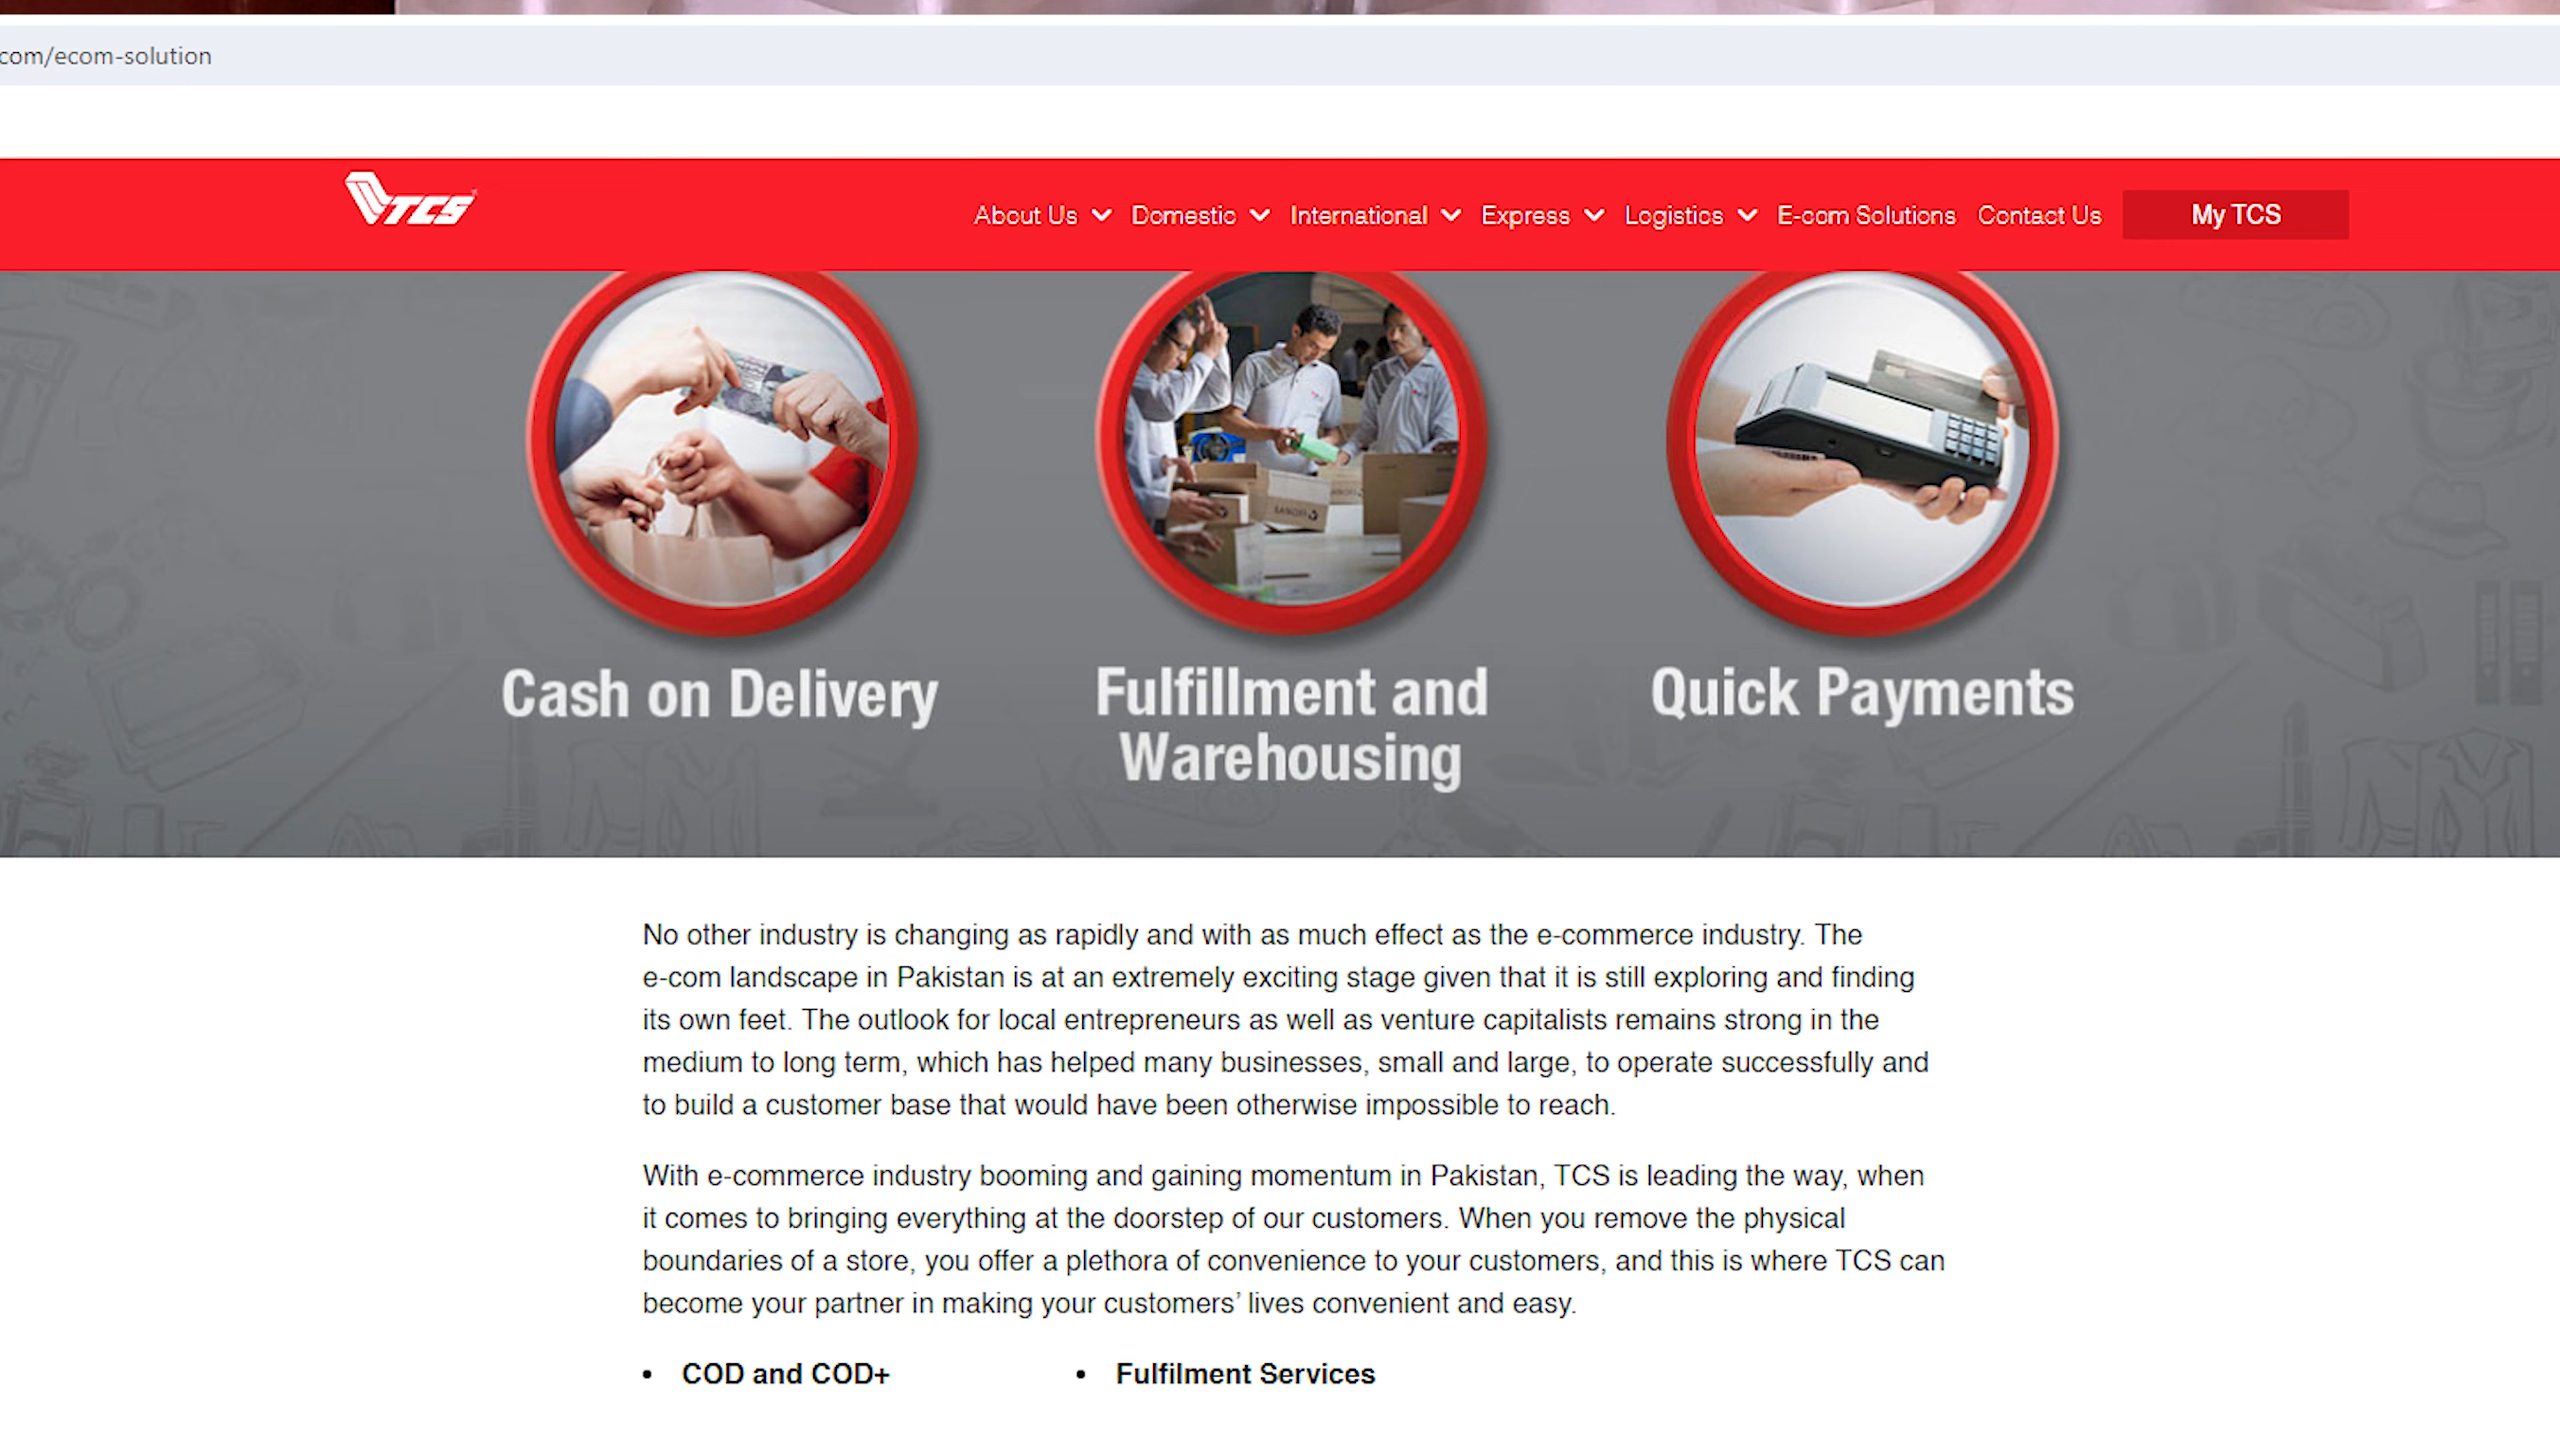 com/ecom-solution
TCS
About Us Domestic International Express Logistics E-com Solutions Contact Us My TCS
Cash on Delivery
Fulfillment and
Warehousing
Quick Payments
No other industry is changing as rapidly and with as much effect as the e-commerce industry. The
e-com landscape in Pakistan is at an extremely exciting stage given that it is still exploring and finding
its own feet. The outlook for local entrepreneurs as well as venture capitalists remains strong in the
medium to long term, which has helped many businesses, small and large, to operate successfully and
to build a customer base that would have been otherwise impossible to reach.
With e-commerce industry booming and gaining momentum in Pakistan, TCS is leading the way, when
it comes to bringing everything at the doorstep of our customers. When you remove the physical
boundaries of a store, you offer a plethora of convenience to your customers, and this is where TCS can
become your partner in making your customers’ lives convenient and easy.
• COD and COD+ • Fulfilment Services